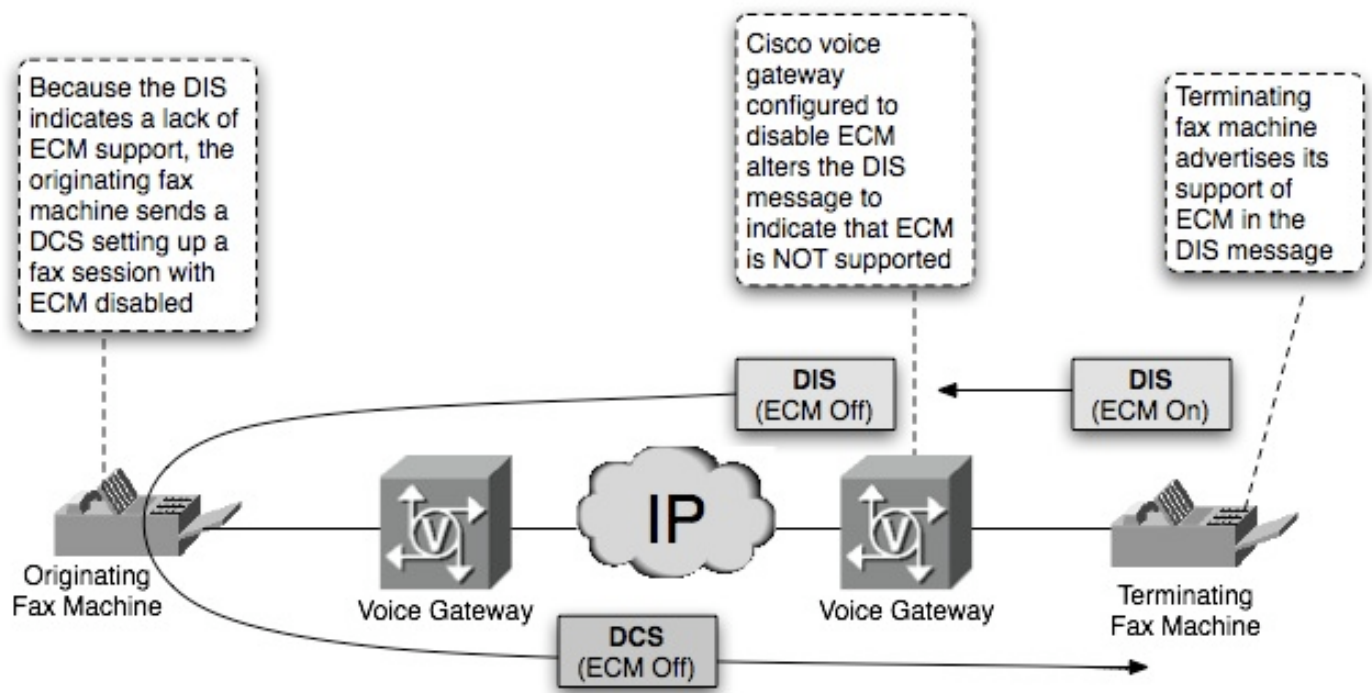 Because the DIS
indicates a lack of
ECM support, the
originating fax
machine sends a
DCS setting up a
fax session with
ECM disabled
Cisco voice
gateway
configured to
disable ECM
alters the DIS
message to
indicate that ECM
is NOT supported
Terminating
fax machine
advertises its
support of
ECM in the
DIS message
DIS
(ECM Off)
DIS
(ECM On)
V
IP
V
Originating
Fax Machine
Voice Gateway
Voice Gateway
Terminating
Fax Machine
DCS
(ECM Off)